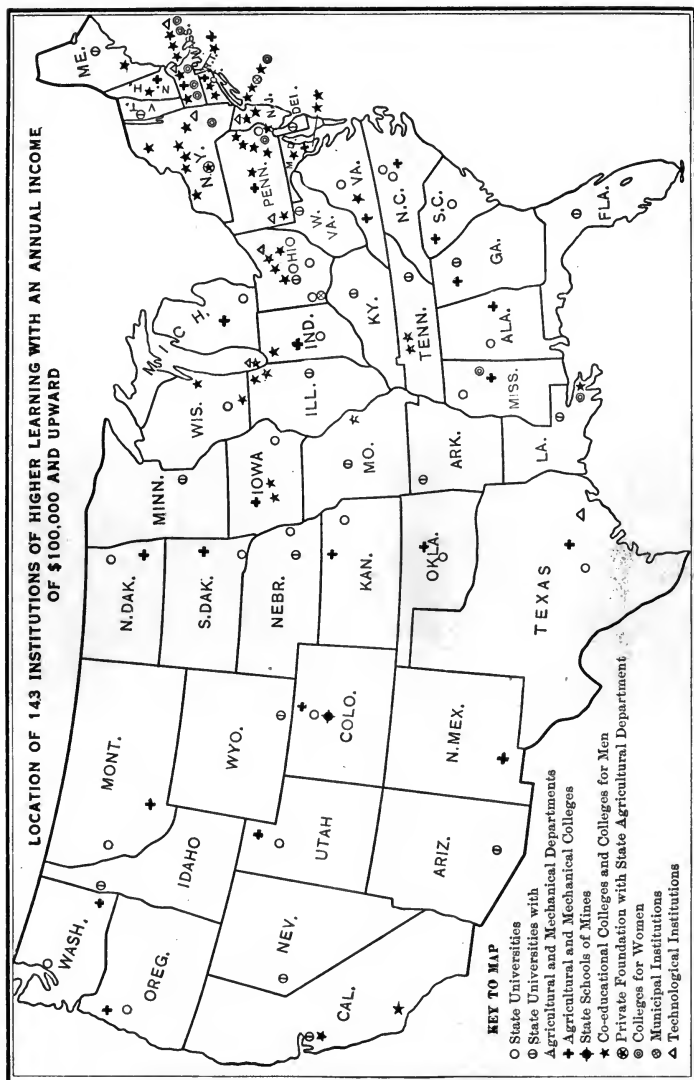 LOCATION OF 143 INSTITUTIONS OF HIGHER LEARNING WITH AN ANNUAL INCOME
OF $100,000 AND UPWARD
WASH.
OREG.
CAL.
NEV.
IDAHO
MONT.
WYO.
UTAH
ARIZ.
COLO.
N.MEX.
N.DAK.
S.DAK.
NEBR.
KAN.
OKLA.
TEXAS
MINN.
IOWA
MO.
ARK.
LA.
WIS.
ILL.
MICH.
IND.
OHIO
KY.
TENN.
MISS.
ALA.
GA.
FLA.
S.C.
N.C.
VA.
W.
VA.
PENN.
N.Y.
N.J.
DEL.
M.D.
VT.
N.H.
ME.
KEY TO MAP
○ State Universities
⦶ State Universities with
Agricultural and Mechanical Departments
✚ Agricultural and Mechanical Colleges
State Schools of Mines
★ Co-educational Colleges and Colleges for Men
Private Foundation with State Agricultural Department
◎ Colleges for Women
⊗ Municipal Institutions
△ Technological Institutions